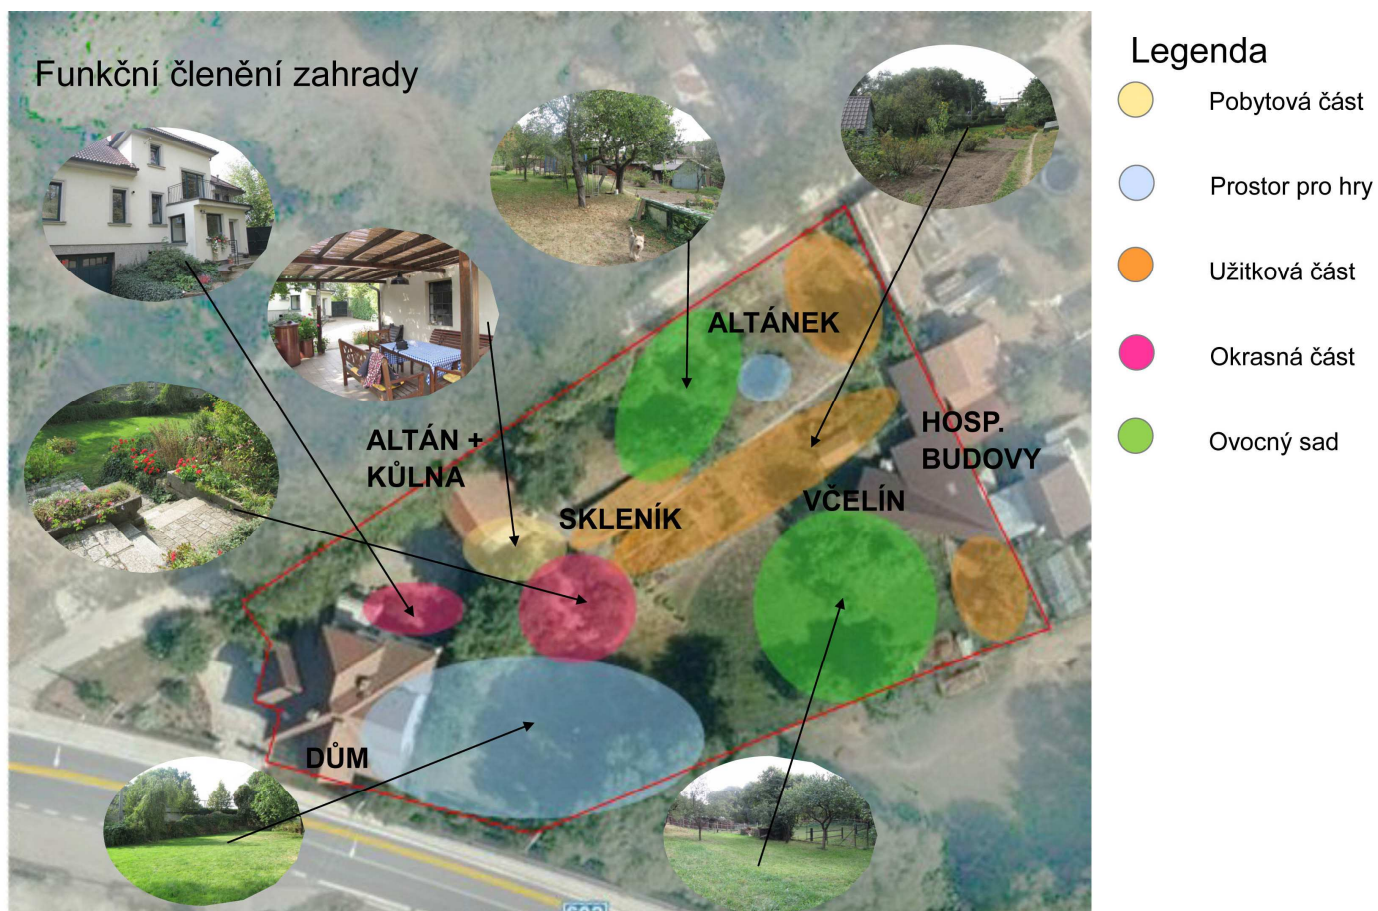 Funkční členění zahrady
Legenda
Pobytová část
Prostor pro hry
Užitková část
Okrasná část
Ovocný sad
ALTÁNEK
ALTÁN +
KŮLNA
HOSP.
BUDOVY
SKLENÍK
VČELÍN
DŮM